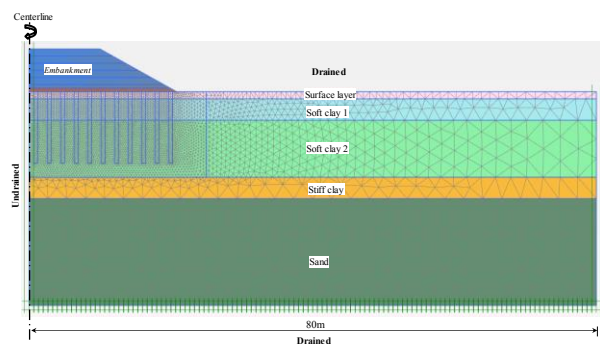 Centerline
Embankment
Drained
Surface layer
Soft clay 1
Soft clay 2
Undrained
Stiff clay
Sand
80m
Drained